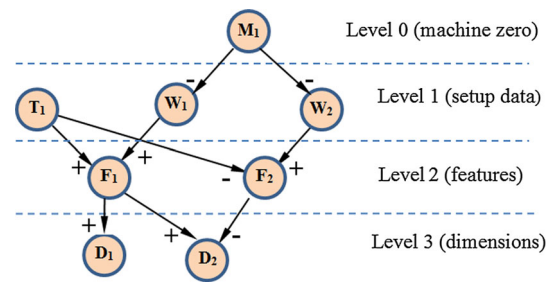 M1 Level 0 (machine zero)
- -
T1 W1 W2 Level 1 (setup data)
+ + - +
F1 F2 Level 2 (features)
+ + -
D1 D2 Level 3 (dimensions)